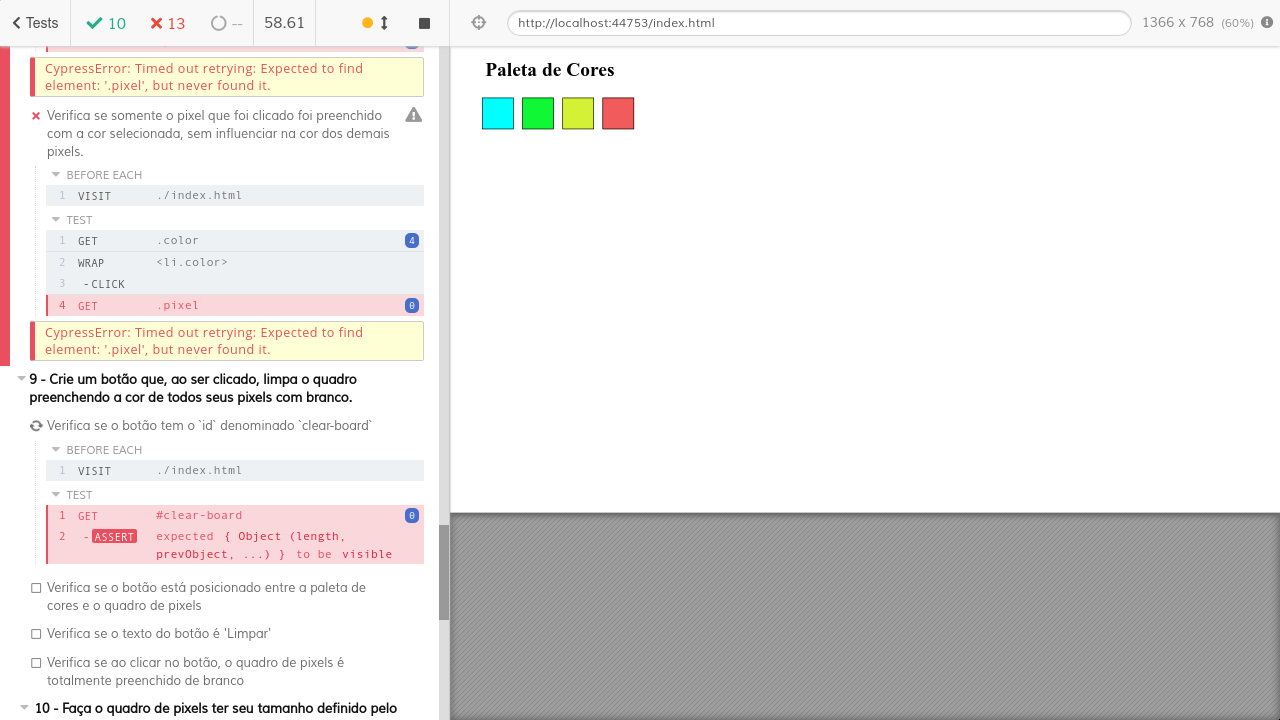 Tests 10 13 -- 58.61 http://localhost:44753/index.html 1366 x 768 (60%)
CypressError: Timed out retrying: Expected to find
element: '.pixel', but never found it.
Verifica se somente o pixel que foi clicado foi preenchido
com a cor selecionada, sem influenciar na cor dos demais
pixels.
BEFORE EACH
1 VISIT ./index.html
TEST
1 GET .color 4
2 WRAP <li.color>
3 -CLICK
4 GET .pixel 0
CypressError: Timed out retrying: Expected to find
element: '.pixel', but never found it.
9 - Crie um botão que, ao ser clicado, limpa o quadro
preenchendo a cor de todos seus pixels com branco.
Verifica se o botão tem o `id` denominado `clear-board`
BEFORE EACH
1 VISIT ./index.html
TEST
1 GET #clear-board 0
2 -ASSERT expected { Object (length,
prevObject, ...) } to be visible
Verifica se o botão está posicionado entre a paleta de
cores e o quadro de pixels
Verifica se o texto do botão é 'Limpar'
Verifica se ao clicar no botão, o quadro de pixels é
totalmente preenchido de branco
10 - Faça o quadro de pixels ter seu tamanho definido pelo
Paleta de Cores